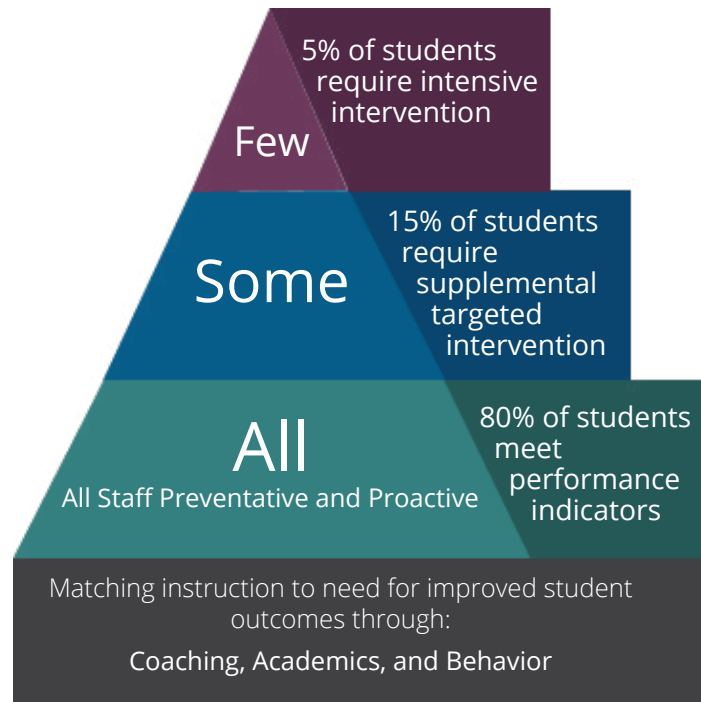 5% of students
require intensive
intervention
Few
15% of students
require
supplemental
targeted
intervention
Some
80% of students
meet
performance
indicators
All
All Staff Preventative and Proactive
Matching instruction to need for improved student
outcomes through:
Coaching, Academics, and Behavior